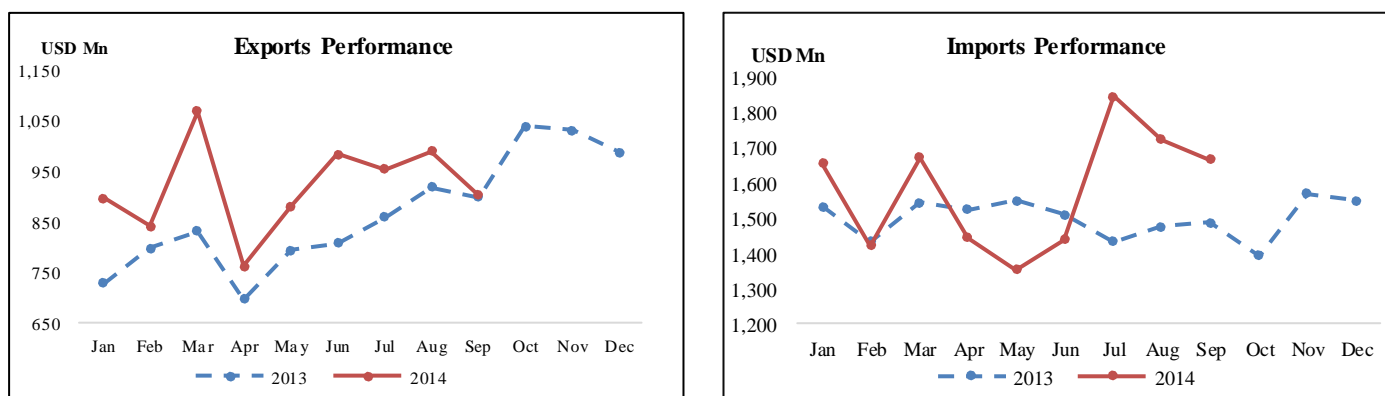 Exports Performance
USD Mn
1,150
1,050
950
850
750
650
Jan Feb Mar Apr May Jun Jul Aug Sep Oct Nov Dec
2013 2014
Imports Performance
USD Mn
1,900
1,800
1,700
1,600
1,500
1,400
1,300
1,200
Jan Feb Mar Apr May Jun Jul Aug Sep Oct Nov Dec
2013 2014